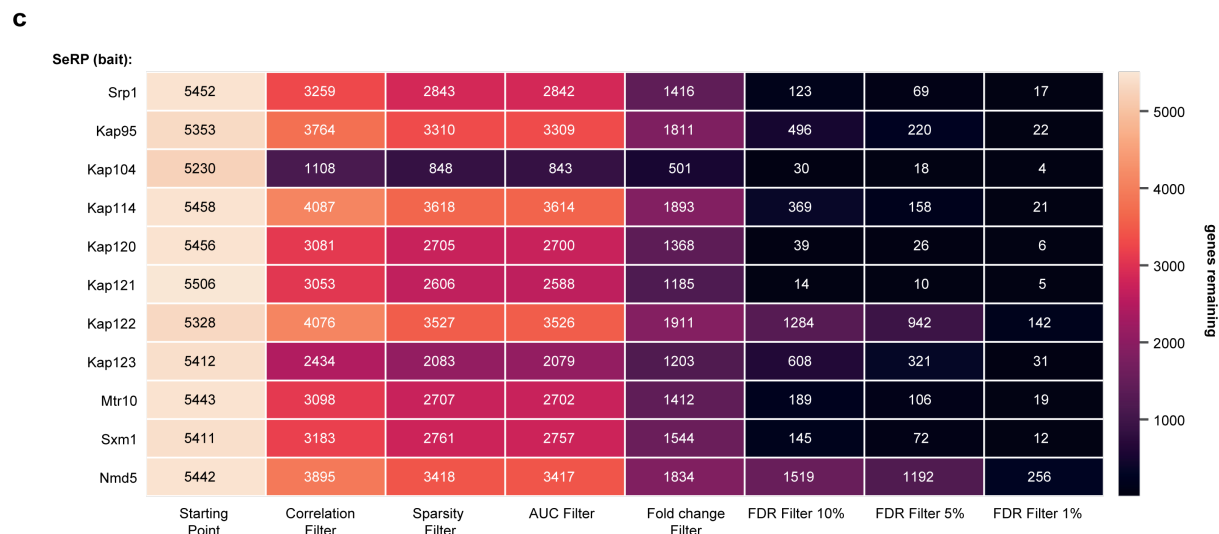 c
SeRP (bait):
Srp1 5452 3259 2843 2842 1416 123 69 17
Kap95 5353 3764 3310 3309 1811 496 220 22
Kap104 5230 1108 848 843 501 30 18 4
Kap114 5458 4087 3618 3614 1893 369 158 21
Kap120 5456 3081 2705 2700 1368 39 26 6
Kap121 5506 3053 2606 2588 1185 14 10 5
Kap122 5328 4076 3527 3526 1911 1284 942 142
Kap123 5412 2434 2083 2079 1203 608 321 31
Mtr10 5443 3098 2707 2702 1412 189 106 19
Sxm1 5411 3183 2761 2757 1544 145 72 12
Nmd5 5442 3895 3418 3417 1834 1519 1192 256
Starting Correlation Sparsity AUC Filter Fold change FDR Filter 10% FDR Filter 5% FDR Filter 1%
Point Filter Filter Filter
5000
4000
3000
2000
1000
genes remaining